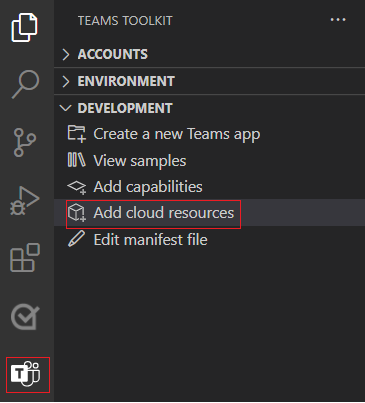 TEAMS TOOLKIT
ACCOUNTS
ENVIRONMENT
DEVELOPMENT
Create a new Teams app
View samples
Add capabilities
Add cloud resources
Edit manifest file
T